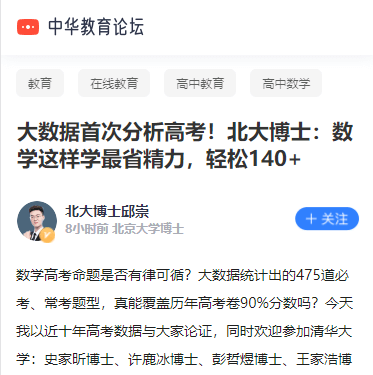 中华教育论坛
教育 在线教育 高中教育 高中数学
大数据首次分析高考！北大博士：数
学这样学最省精力，轻松140+
北大博士邱崇
8小时前 北京大学博士
＋ 关注
数学高考命题是否有律可循？大数据统计出的475道必
考、常考题型，真能覆盖历年高考卷90%分数吗？今天
我以近十年高考数据与大家论证，同时欢迎参加清华大
学：史家昕博士、许鹿冰博士、彭哲煜博士、王家浩博